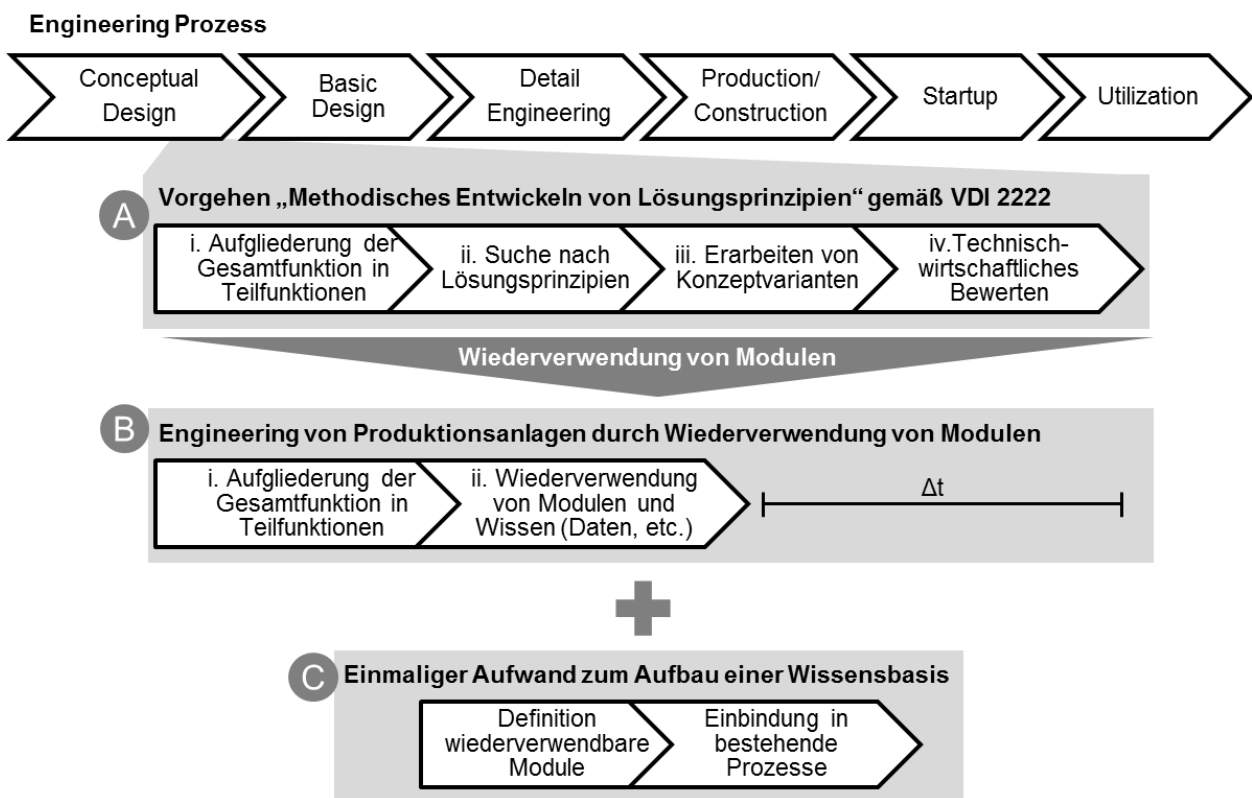 Engineering Prozess
Conceptual
Design
Basic
Design
Detail
Engineering
Production/
Construction
Startup
Utilization
A
Vorgehen „Methodisches Entwickeln von Lösungsprinzipien“ gemäß VDI 2222
i. Aufgliederung der
Gesamtfunktion in
Teilfunktionen
ii. Suche nach
Lösungsprinzipien
iii. Erarbeiten von
Konzeptvarianten
iv.Technisch-
wirtschaftliches
Bewerten
Wiederverwendung von Modulen
B
Engineering von Produktionsanlagen durch Wiederverwendung von Modulen
i. Aufgliederung der
Gesamtfunktion in
Teilfunktionen
ii. Wiederverwendung
von Modulen und
Wissen (Daten, etc.)
Δt
C
Einmaliger Aufwand zum Aufbau einer Wissensbasis
Definition
wiederverwendbare
Module
Einbindung in
bestehende
Prozesse